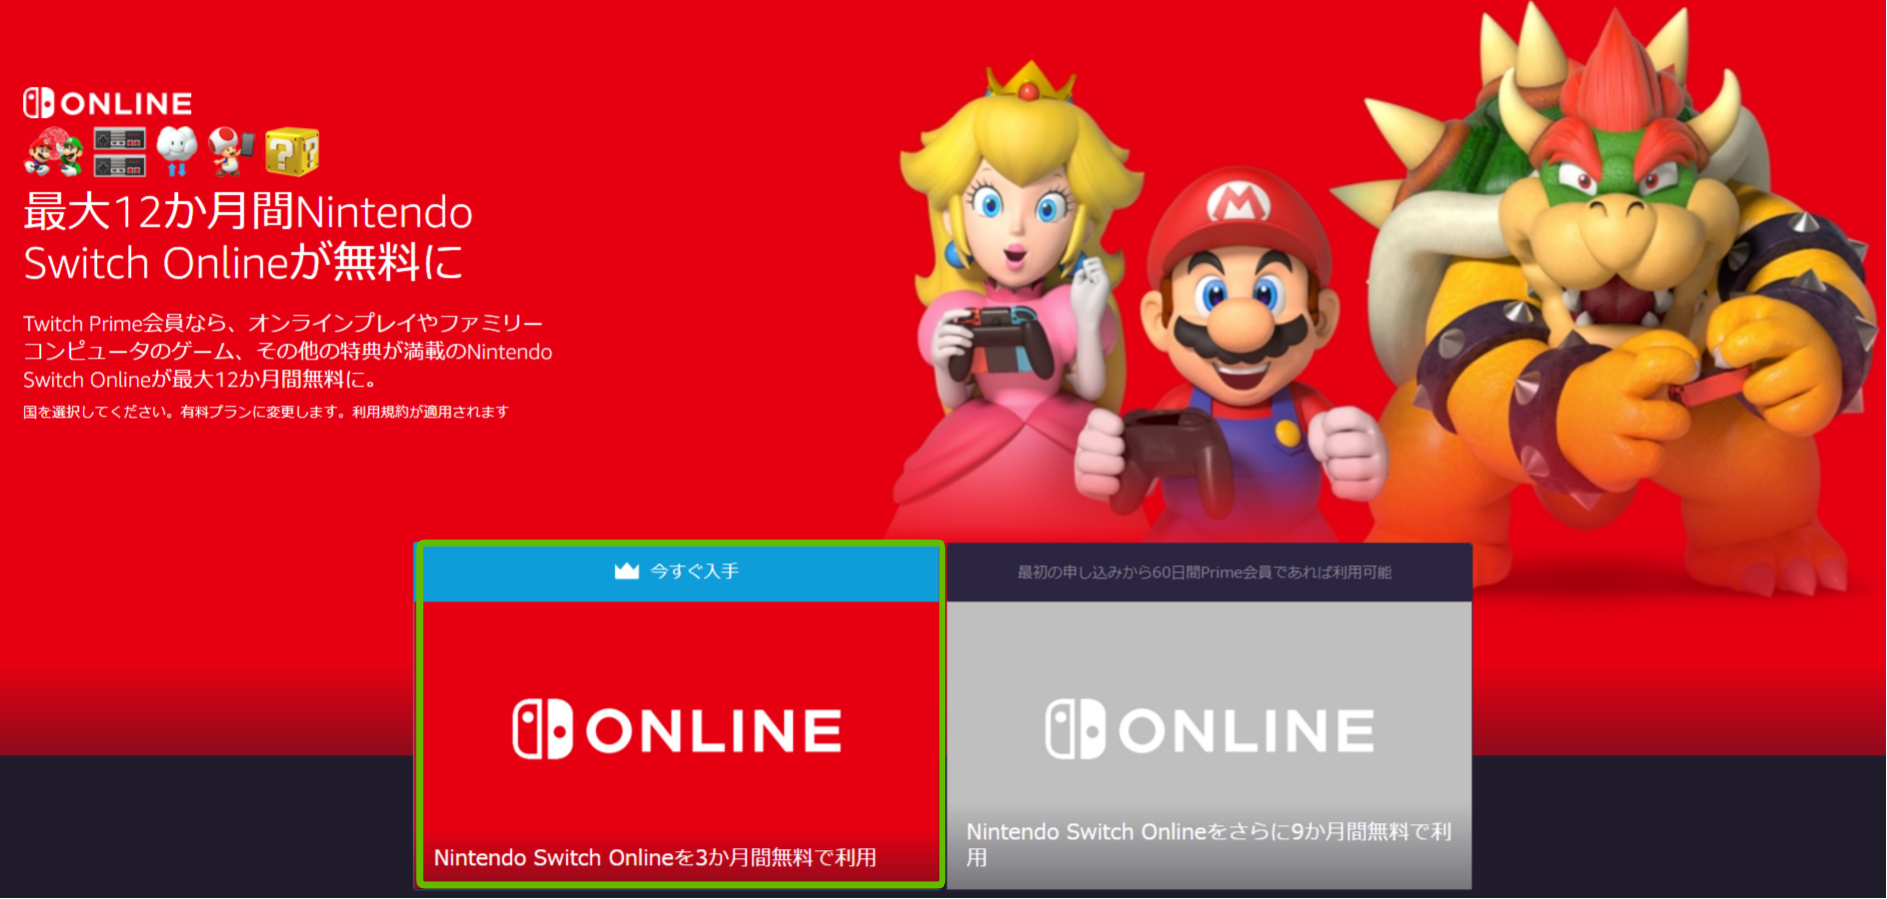 ONLINE
最大12か月間Nintendo
Switch Onlineが無料に
Twitch Prime会員なら、オンラインプレイやファミリー
コンピュータのゲーム、その他の特典が満載のNintendo
Switch Onlineが最大12か月間無料に。
国を選択してください。有料プランに変更します。利用規約が適用されます
M
今すぐ入手
ONLINE
Nintendo Switch Onlineを3か月間無料で利用
最初の申し込みから60日間Prime会員であれば利用可能
ONLINE
Nintendo Switch Onlineをさらに9か月間無料で利
用